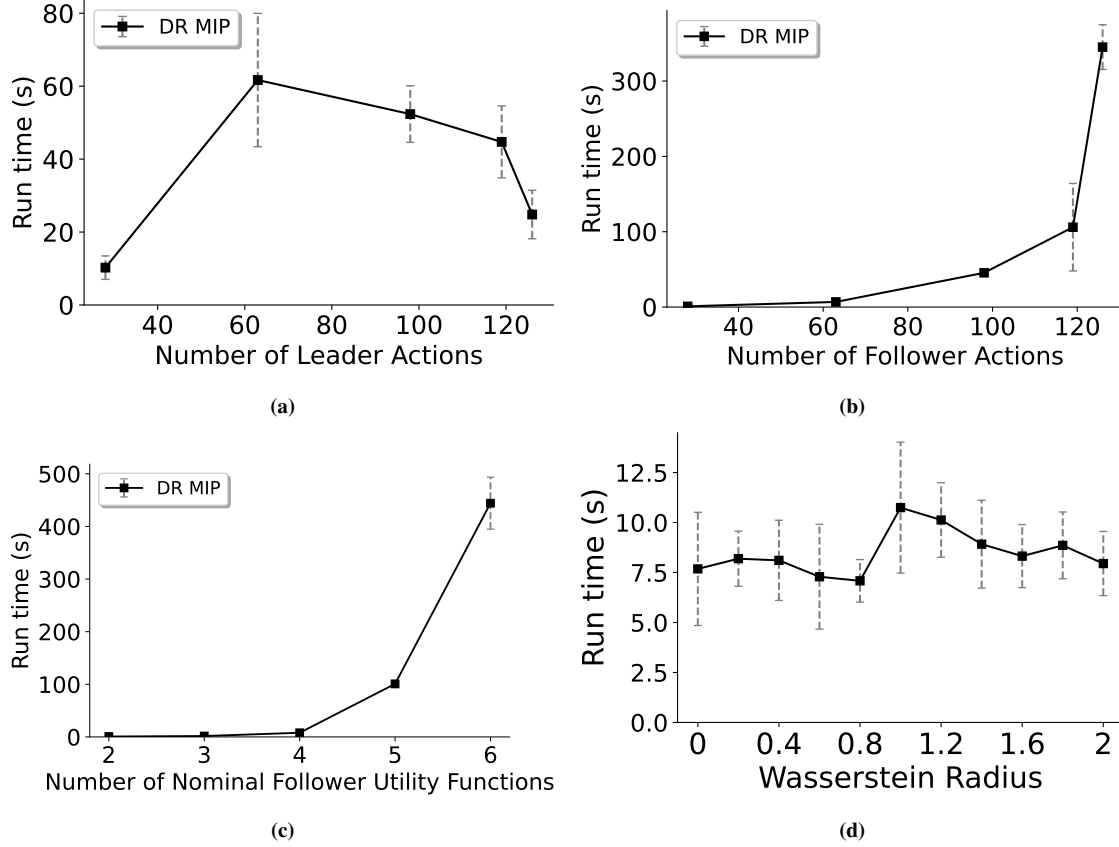 80
60
40
20
0
Run time (s)
DR MIP
40 60 80 100 120
Number of Leader Actions
(a)
300
200
100
0
Run time (s)
DR MIP
40 60 80 100 120
Number of Follower Actions
(b)
500
400
300
200
100
0
Run time (s)
DR MIP
2 3 4 5 6
Number of Nominal Follower Utility Functions
(c)
12.5
10.0
7.5
5.0
2.5
0.0
Run time (s)
0 0.4 0.8 1.2 1.6 2
Wasserstein Radius
(d)